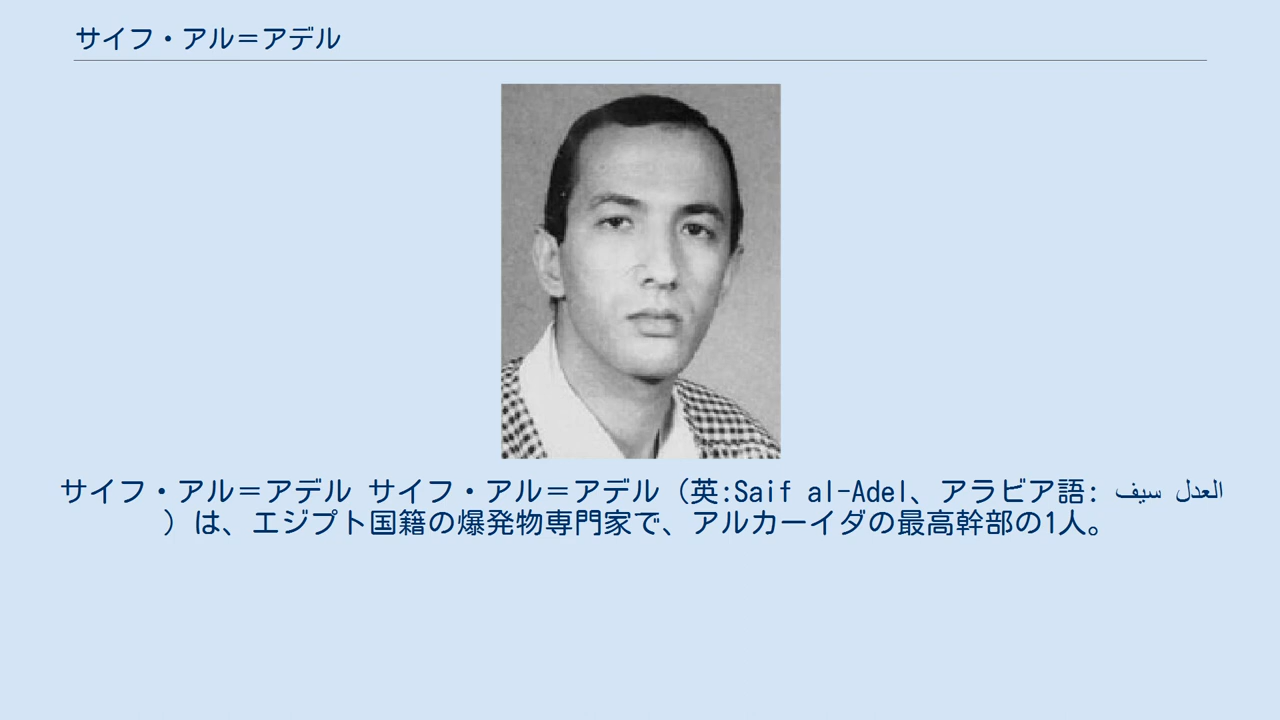 サイフ・アル＝アデル
サイフ・アル＝アデル サイフ・アル＝アデル（英:Saif al-Adel、アラビア語: العدل سيف
）は、エジプト国籍の爆発物専門家で、アルカーイダの最高幹部の1人。